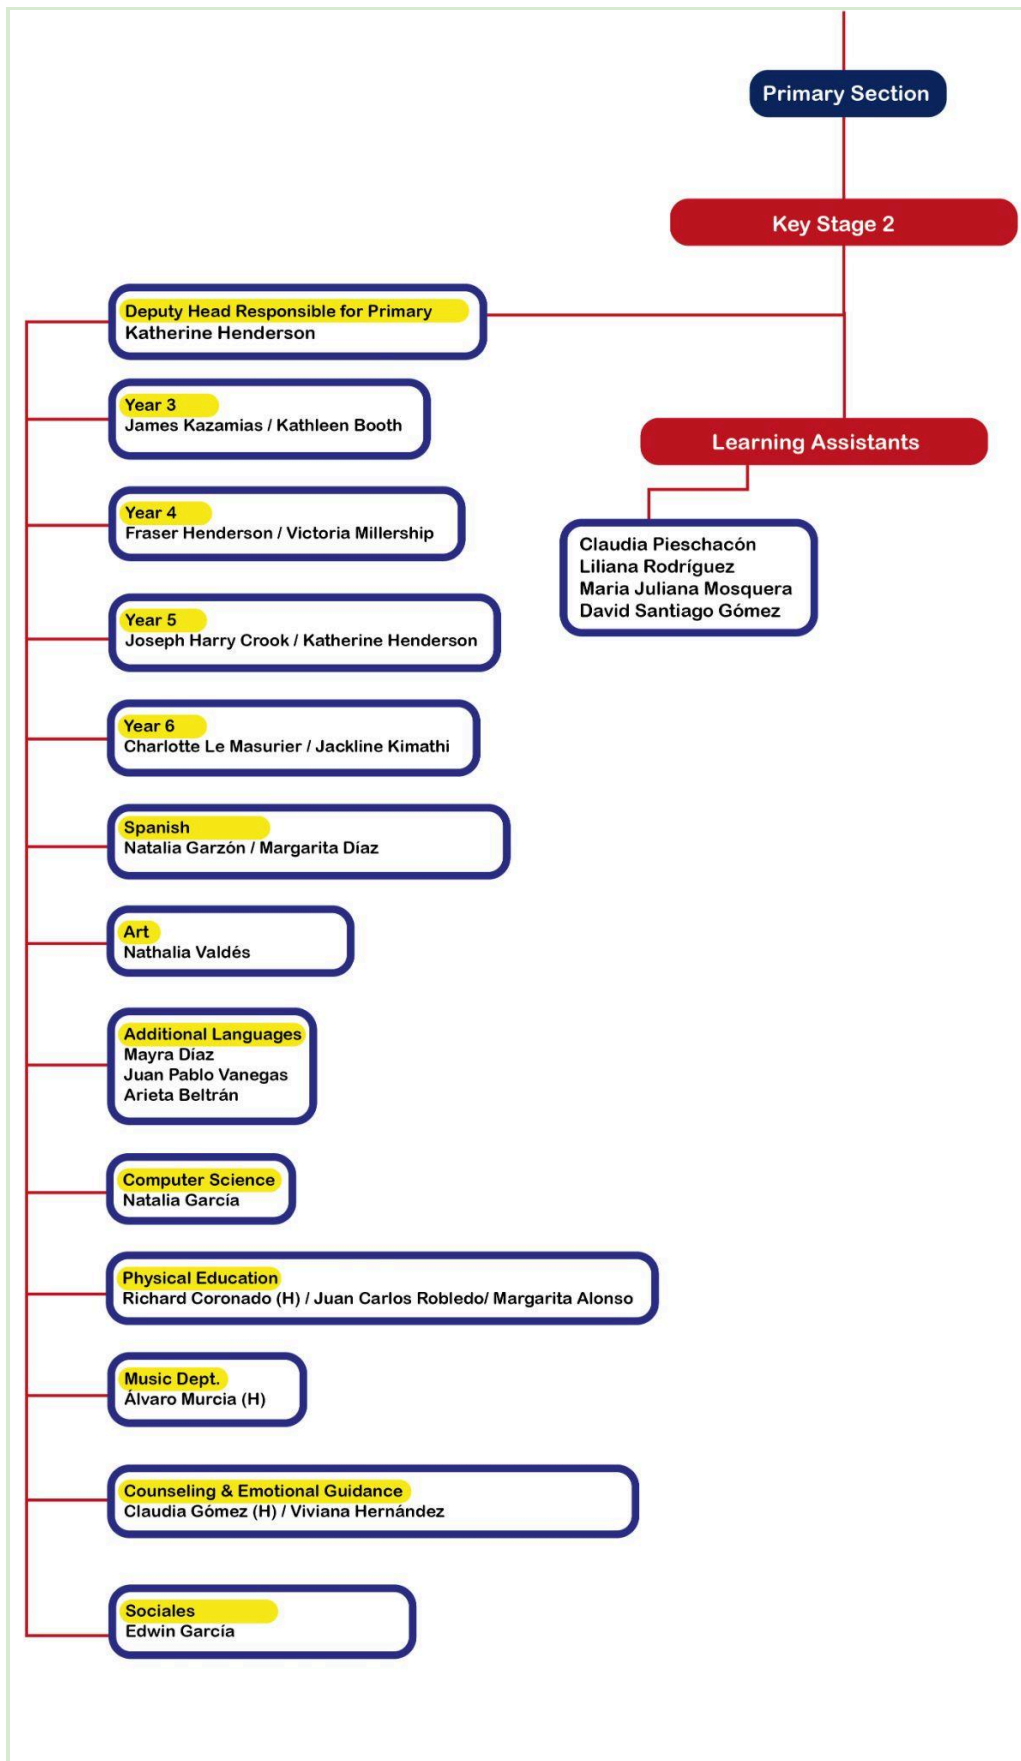 Primary Section
Key Stage 2
Deputy Head Responsible for Primary
Katherine Henderson
Year 3
James Kazamias / Kathleen Booth
Learning Assistants
Claudia Pieschacón
Liliana Rodríguez
Maria Juliana Mosquera
David Santiago Gómez
Year 4
Fraser Henderson / Victoria Millership
Year 5
Joseph Harry Crook / Katherine Henderson
Year 6
Charlotte Le Masurier / Jackline Kimathi
Spanish
Natalia Garzón / Margarita Díaz
Art
Nathalia Valdés
Additional Languages
Mayra Díaz
Juan Pablo Vanegas
Arieta Beltrán
Computer Science
Natalia García
Physical Education
Richard Coronado (H) / Juan Carlos Robledo/ Margarita Alonso
Music Dept.
Álvaro Murcia (H)
Counseling & Emotional Guidance
Claudia Gómez (H) / Viviana Hernández
Sociales
Edwin García